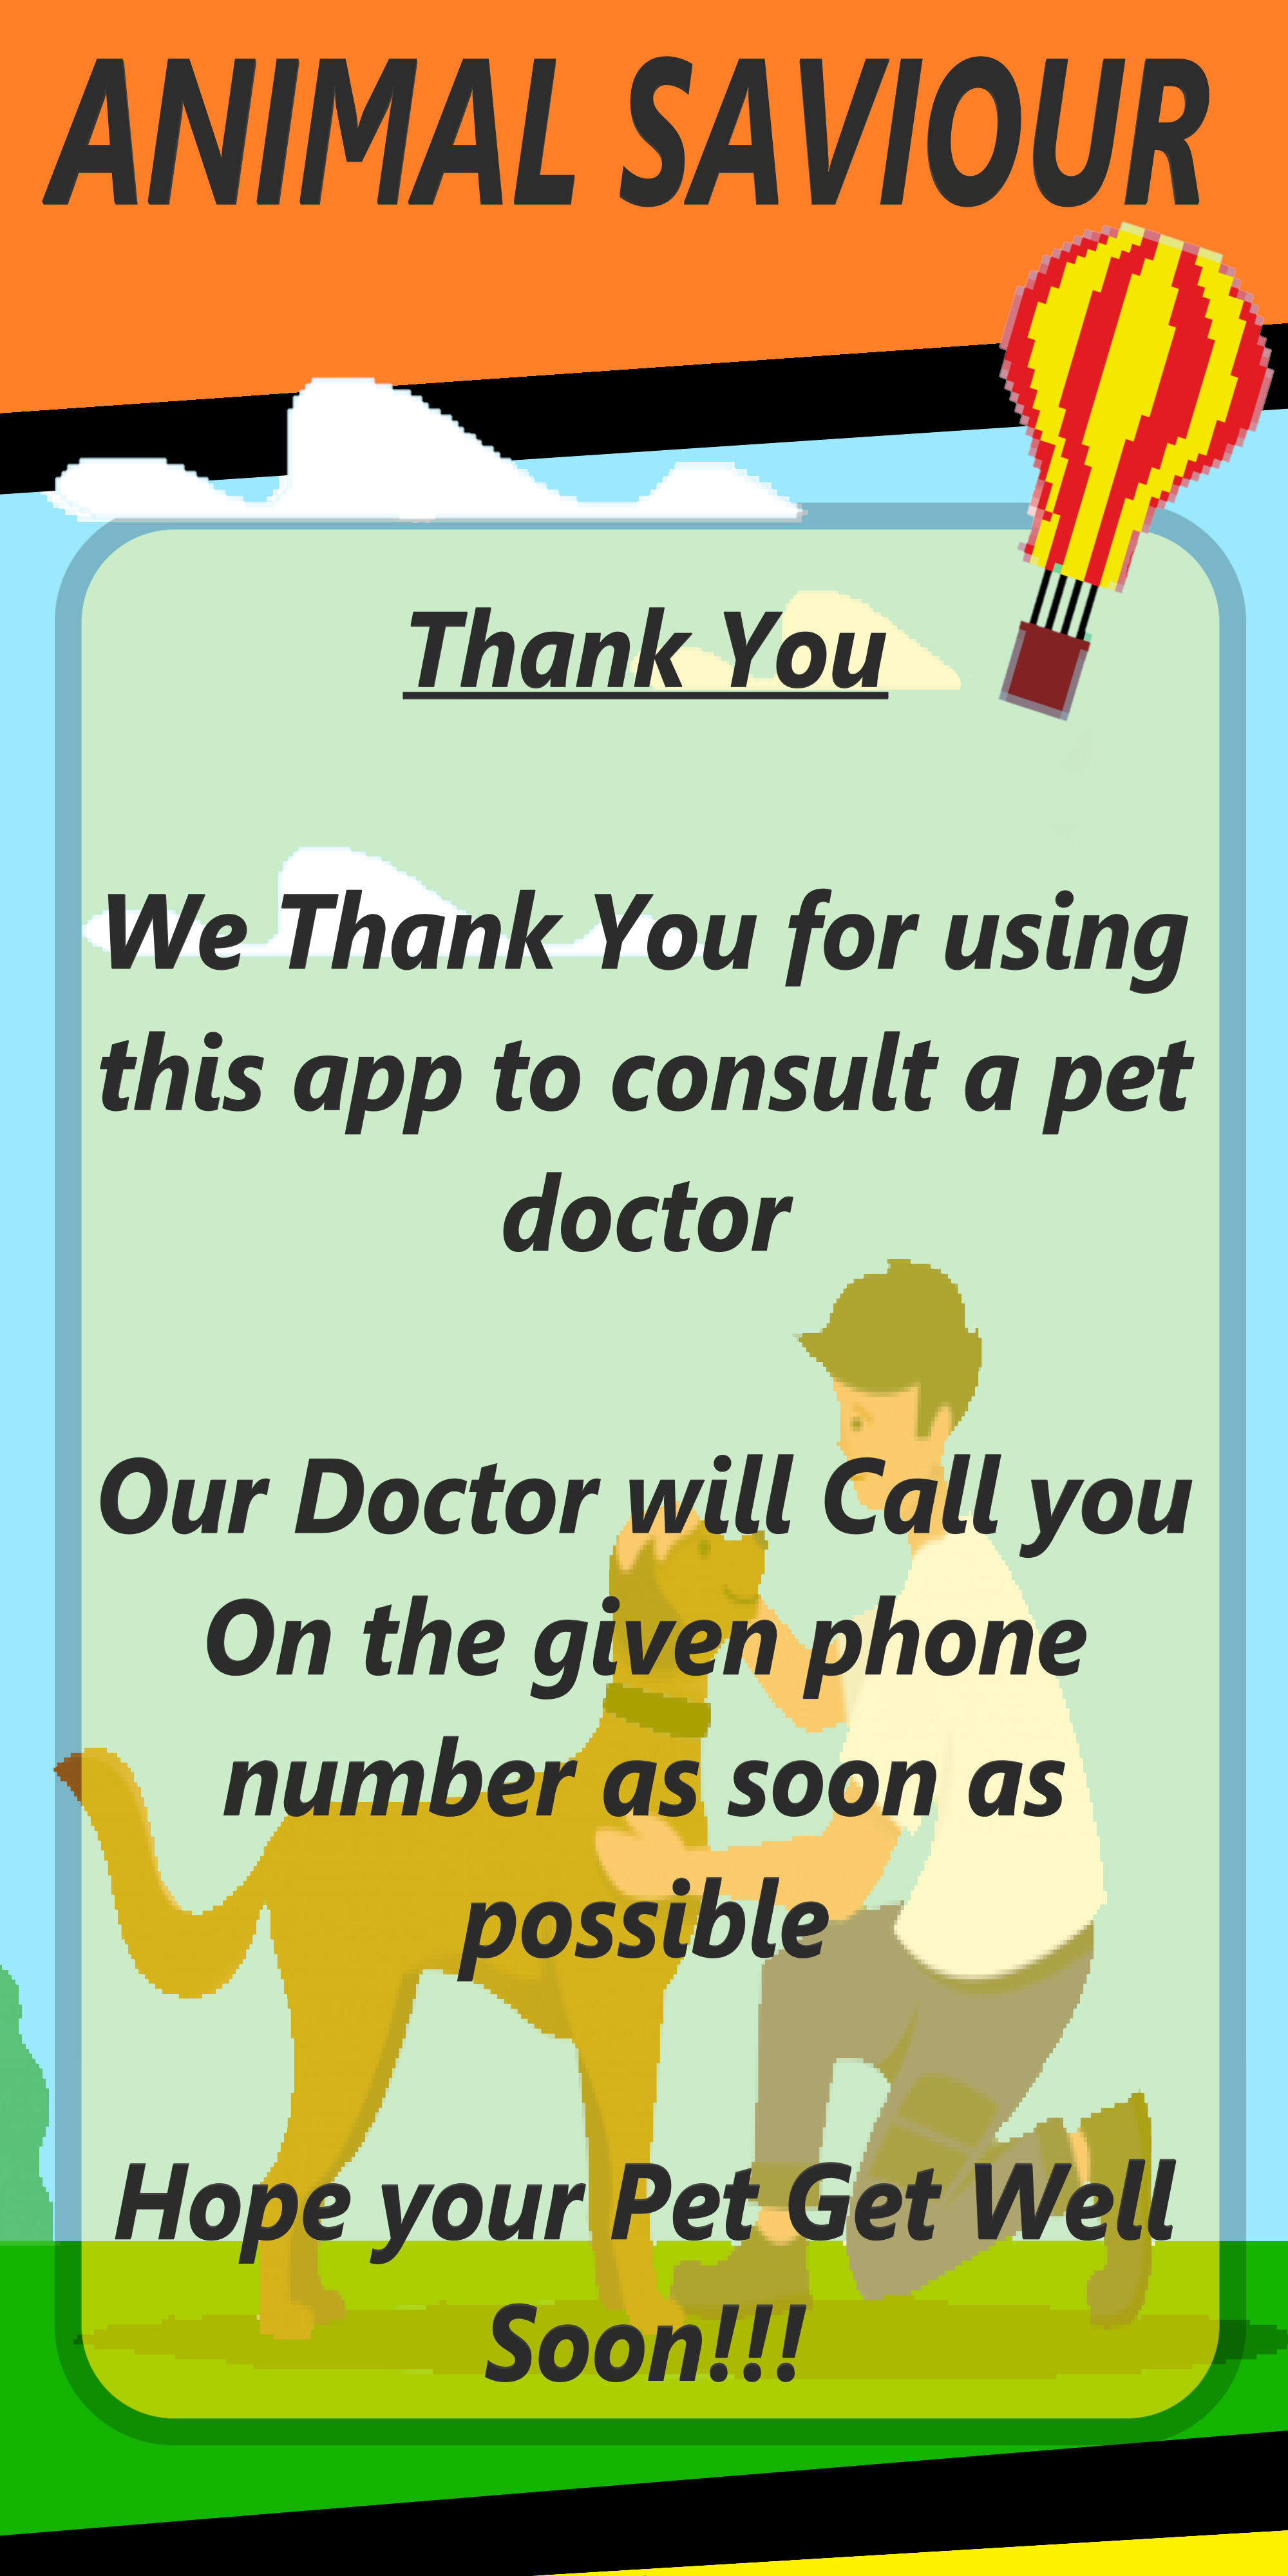 ANIMAL SAVIOUR
Thank You
We Thank You for using
this app to consult a pet
doctor
Our Doctor will Call you
On the given phone
number as soon as
possible
Hope your Pet Get Well
Soon!!!